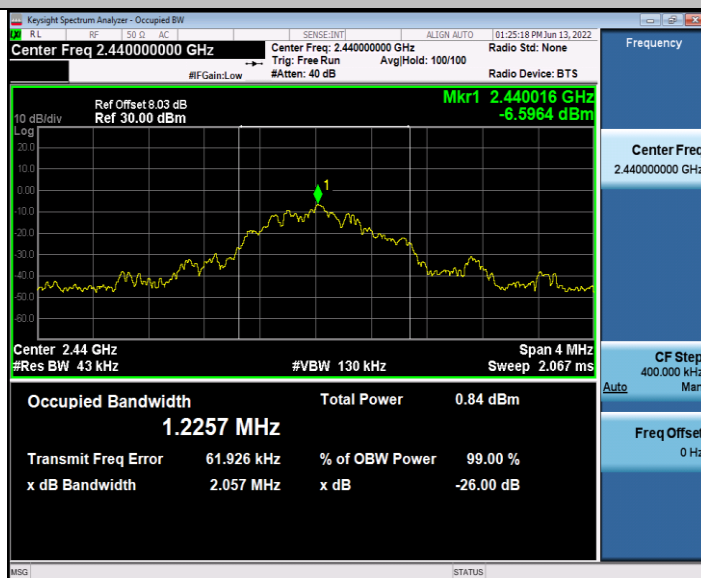 Keysight Spectrum Analyzer - Occupied BW
RL RF 50 Ω AC SENSE:INT ALIGN AUTO 01:25:18 PM Jun 13, 2022
Center Freq 2.440000000 GHz
Center Freq: 2.440000000 GHz Radio Std: None
Trig: Free Run Avg|Hold: 100/100
#IFGain:Low #Atten: 40 dB Radio Device: BTS
Frequency
Mkr1 2.440016 GHz
-6.5964 dBm
Ref Offset 8.03 dB
10 dB/div Ref 30.00 dBm
Log
20.0
10.0
0.00
-10.0
-20.0
-30.0
-40.0
-50.0
-60.0
1
Center 2.44 GHz Span 4 MHz
#Res BW 43 kHz #VBW 130 kHz Sweep 2.067 ms
Occupied Bandwidth Total Power 0.84 dBm
1.2257 MHz
Transmit Freq Error 61.926 kHz % of OBW Power 99.00 %
x dB Bandwidth 2.057 MHz x dB -26.00 dB
Center Freq
2.440000000 GHz
CF Step
400.000 kHz
Auto Man
Freq Offset
0 Hz
MSG STATUS